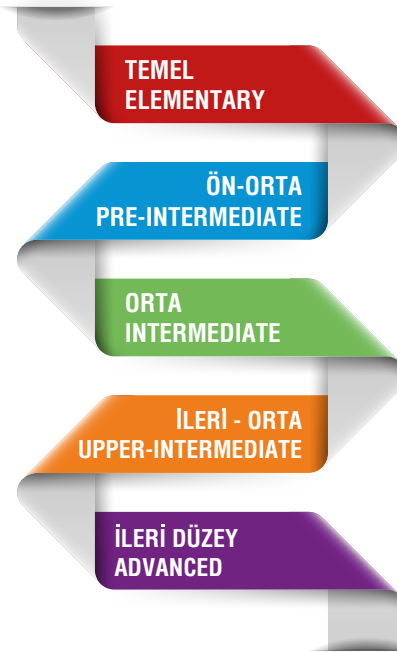 TEMEL
ELEMENTARY
ÖN-ORTA
PRE-INTERMEDIATE
ORTA
INTERMEDIATE
İLERİ - ORTA
UPPER-INTERMEDIATE
İLERİ DÜZEY
ADVANCED